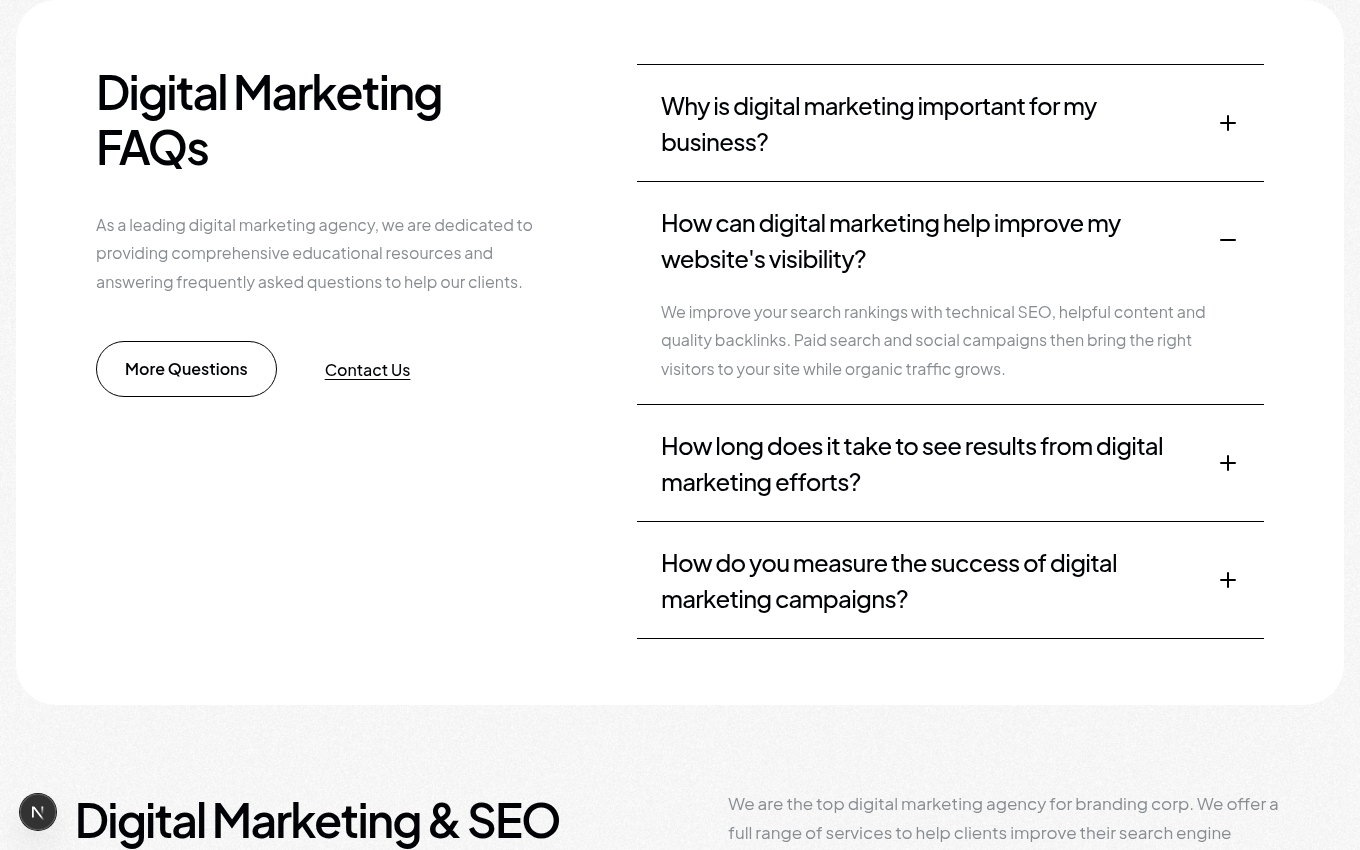 Digital Marketing
FAQs
As a leading digital marketing agency, we are dedicated to
providing comprehensive educational resources and
answering frequently asked questions to help our clients.
More Questions
Contact Us
Why is digital marketing important for my
business?
How can digital marketing help improve my
website's visibility?
We improve your search rankings with technical SEO, helpful content and
quality backlinks. Paid search and social campaigns then bring the right
visitors to your site while organic traffic grows.
How long does it take to see results from digital
marketing efforts?
How do you measure the success of digital
marketing campaigns?
N
Digital Marketing & SEO
We are the top digital marketing agency for branding corp. We offer a
full range of services to help clients improve their search engine